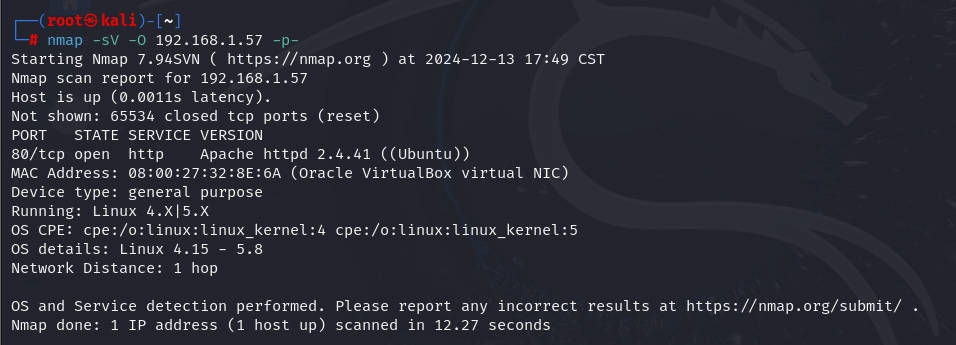 ┌──(root㉿kali)-[~]
└─# nmap -sV -O 192.168.1.57 -p-
Starting Nmap 7.94SVN ( https://nmap.org ) at 2024-12-13 17:49 CST
Nmap scan report for 192.168.1.57
Host is up (0.0011s latency).
Not shown: 65534 closed tcp ports (reset)
PORT   STATE SERVICE VERSION
80/tcp open  http    Apache httpd 2.4.41 ((Ubuntu))
MAC Address: 08:00:27:32:8E:6A (Oracle VirtualBox virtual NIC)
Device type: general purpose
Running: Linux 4.X|5.X
OS CPE: cpe:/o:linux:linux_kernel:4 cpe:/o:linux:linux_kernel:5
OS details: Linux 4.15 - 5.8
Network Distance: 1 hop

OS and Service detection performed. Please report any incorrect results at https://nmap.org/submit/ .
Nmap done: 1 IP address (1 host up) scanned in 12.27 seconds